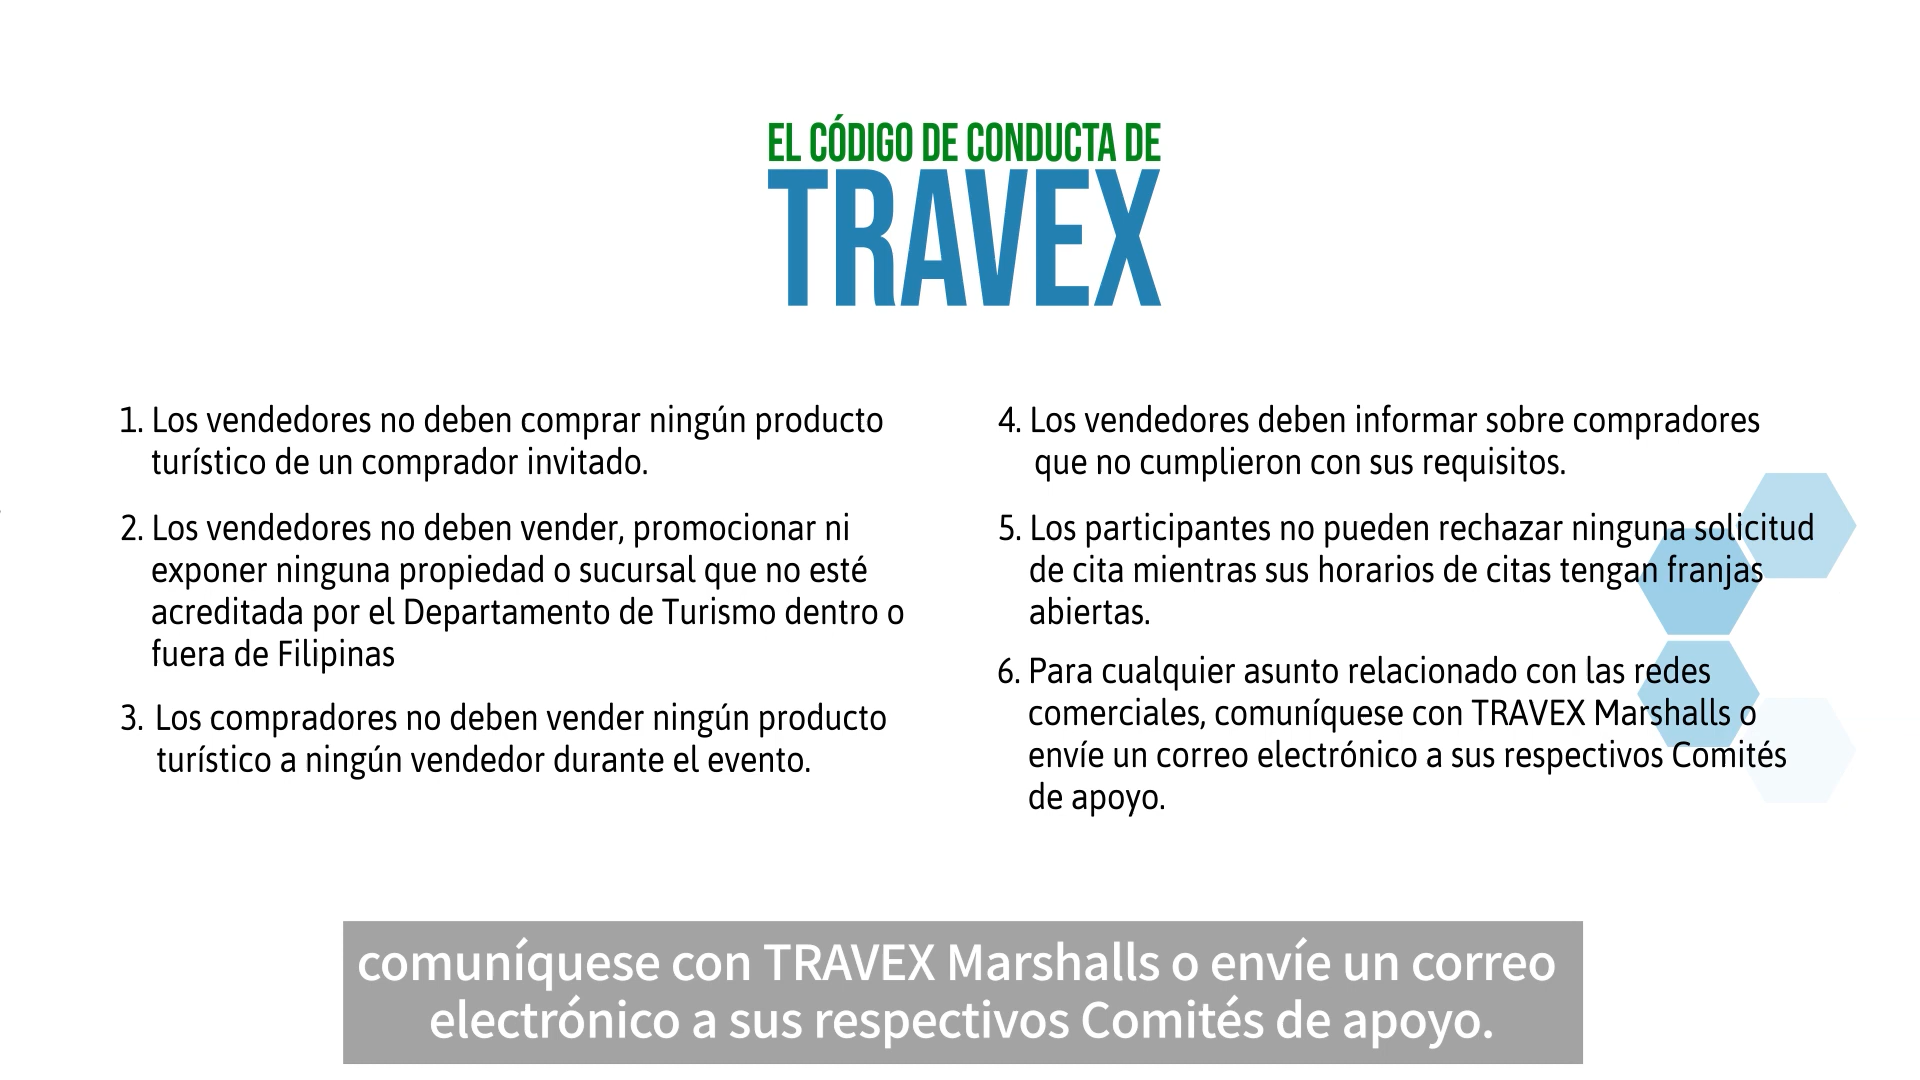 EL CÓDIGO DE CONDUCTA DE
TRAVEX
1. Los vendedores no deben comprar ningún producto
turístico de un comprador invitado.
2. Los vendedores no deben vender, promocionar ni
exponer ninguna propiedad o sucursal que no esté
acreditada por el Departamento de Turismo dentro o
fuera de Filipinas
3. Los compradores no deben vender ningún producto
turístico a ningún vendedor durante el evento.
4. Los vendedores deben informar sobre compradores
que no cumplieron con sus requisitos.
5. Los participantes no pueden rechazar ninguna solicitud
de cita mientras sus horarios de citas tengan franjas
abiertas.
6. Para cualquier asunto relacionado con las redes
comerciales, comuníquese con TRAVEX Marshalls o
envíe un correo electrónico a sus respectivos Comités
de apoyo.
comuníquese con TRAVEX Marshalls o envíe un correo
electrónico a sus respectivos Comités de apoyo.